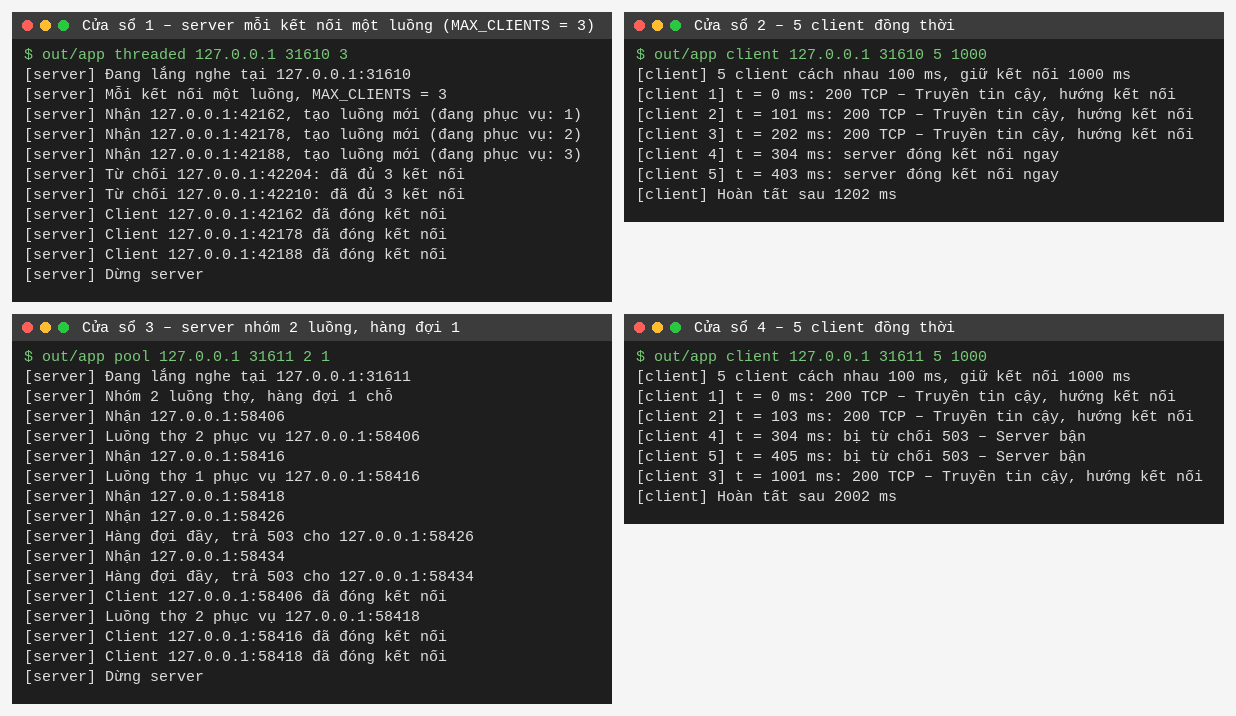 Cửa sổ 1 – server mỗi kết nối một luồng (MAX_CLIENTS = 3)
$ out/app threaded 127.0.0.1 31610 3
[server] Đang lắng nghe tại 127.0.0.1:31610
[server] Mỗi kết nối một luồng, MAX_CLIENTS = 3
[server] Nhận 127.0.0.1:42162, tạo luồng mới (đang phục vụ: 1)
[server] Nhận 127.0.0.1:42178, tạo luồng mới (đang phục vụ: 2)
[server] Nhận 127.0.0.1:42188, tạo luồng mới (đang phục vụ: 3)
[server] Từ chối 127.0.0.1:42204: đã đủ 3 kết nối
[server] Từ chối 127.0.0.1:42210: đã đủ 3 kết nối
[server] Client 127.0.0.1:42162 đã đóng kết nối
[server] Client 127.0.0.1:42178 đã đóng kết nối
[server] Client 127.0.0.1:42188 đã đóng kết nối
[server] Dừng server
Cửa sổ 2 – 5 client đồng thời
$ out/app client 127.0.0.1 31610 5 1000
[client] 5 client cách nhau 100 ms, giữ kết nối 1000 ms
[client 1] t = 0 ms: 200 TCP – Truyền tin cậy, hướng kết nối
[client 2] t = 101 ms: 200 TCP – Truyền tin cậy, hướng kết nối
[client 3] t = 202 ms: 200 TCP – Truyền tin cậy, hướng kết nối
[client 4] t = 304 ms: server đóng kết nối ngay
[client 5] t = 403 ms: server đóng kết nối ngay
[client] Hoàn tất sau 1202 ms
Cửa sổ 3 – server nhóm 2 luồng, hàng đợi 1
$ out/app pool 127.0.0.1 31611 2 1
[server] Đang lắng nghe tại 127.0.0.1:31611
[server] Nhóm 2 luồng thợ, hàng đợi 1 chỗ
[server] Nhận 127.0.0.1:58406
[server] Luồng thợ 2 phục vụ 127.0.0.1:58406
[server] Nhận 127.0.0.1:58416
[server] Luồng thợ 1 phục vụ 127.0.0.1:58416
[server] Nhận 127.0.0.1:58418
[server] Nhận 127.0.0.1:58426
[server] Hàng đợi đầy, trả 503 cho 127.0.0.1:58426
[server] Nhận 127.0.0.1:58434
[server] Hàng đợi đầy, trả 503 cho 127.0.0.1:58434
[server] Client 127.0.0.1:58406 đã đóng kết nối
[server] Luồng thợ 2 phục vụ 127.0.0.1:58418
[server] Client 127.0.0.1:58416 đã đóng kết nối
[server] Client 127.0.0.1:58418 đã đóng kết nối
[server] Dừng server
Cửa sổ 4 – 5 client đồng thời
$ out/app client 127.0.0.1 31611 5 1000
[client] 5 client cách nhau 100 ms, giữ kết nối 1000 ms
[client 1] t = 0 ms: 200 TCP – Truyền tin cậy, hướng kết nối
[client 2] t = 103 ms: 200 TCP – Truyền tin cậy, hướng kết nối
[client 4] t = 304 ms: bị từ chối 503 – Server bận
[client 5] t = 405 ms: bị từ chối 503 – Server bận
[client 3] t = 1001 ms: 200 TCP – Truyền tin cậy, hướng kết nối
[client] Hoàn tất sau 2002 ms